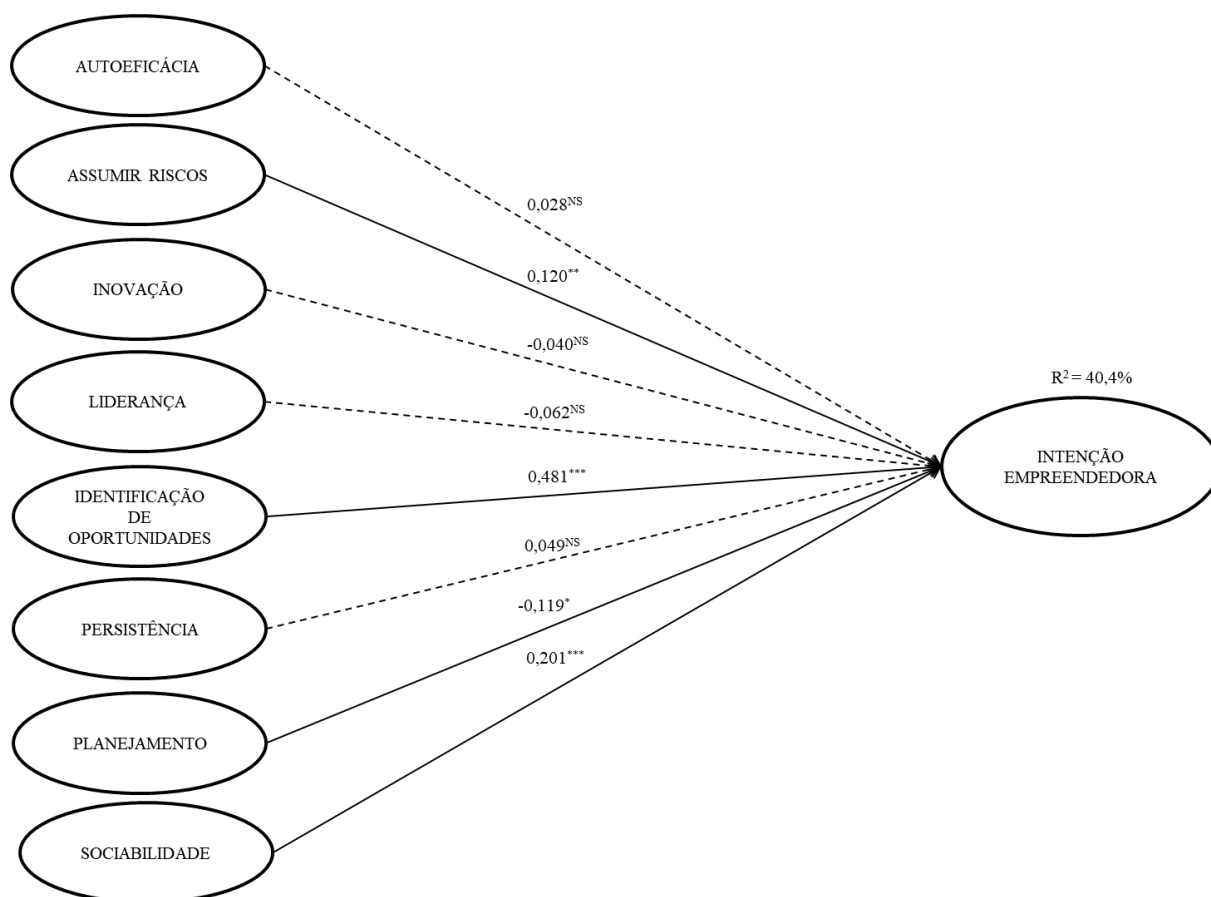 AUTOEFICÁCIA
0,028NS
ASSUMIR RISCOS
0,120**
INOVAÇÃO
-0,040NS
LIDERANÇA
-0,062NS
R2 = 40,4%
INTENÇÃO
EMPREENDEDORA
IDENTIFICAÇÃO
DE
OPORTUNIDADES
0,481***
PERSISTÊNCIA
0,049NS
PLANEJAMENTO
-0,119*
SOCIABILIDADE
0,201***